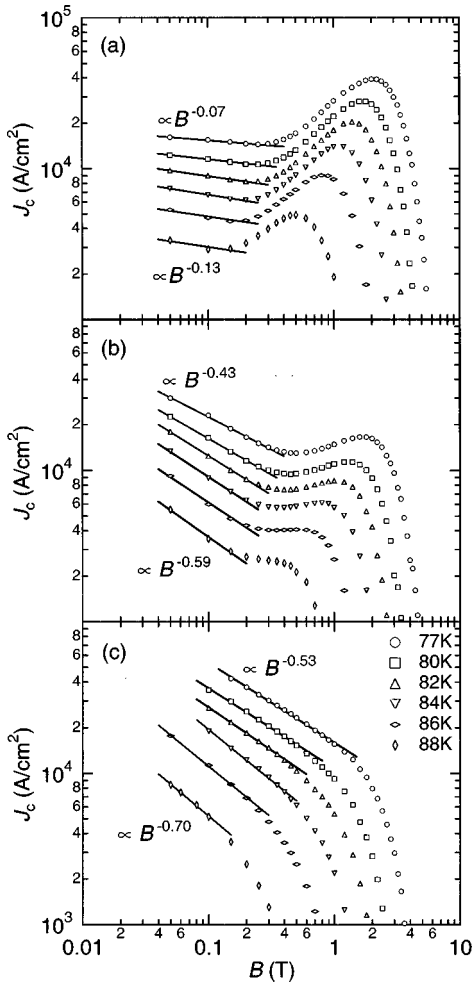 10^5
(a)
8
6
4
∝ B^-0.07
2
J_c (A/cm^2)
10^4
8
6
4
∝ B^-0.13
2
(b)
8
6
4
∝ B^-0.43
2
J_c (A/cm^2)
10^4
8
6
4
∝ B^-0.59
2
(c)
8
6
4
∝ B^-0.53
77K
80K
82K
84K
86K
88K
2
J_c (A/cm^2)
10^4
8
6
4
∝ B^-0.70
2
10^3
0.01 2 4 6 0.1 2 4 6 1 2 4 6 10
B (T)